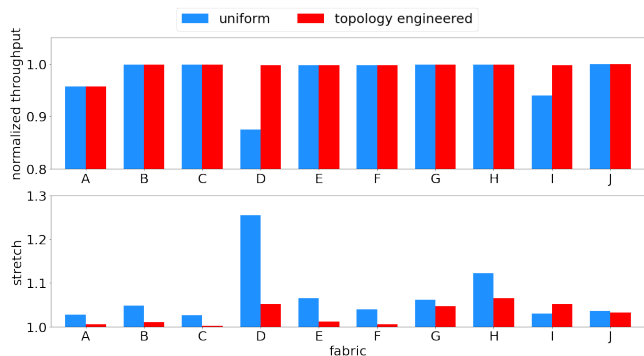 uniform topology engineered
normalized throughput
1.0
0.9
0.8
A B C D E F G H I J
stretch
1.3
1.2
1.1
1.0
A B C D E F G H I J
fabric